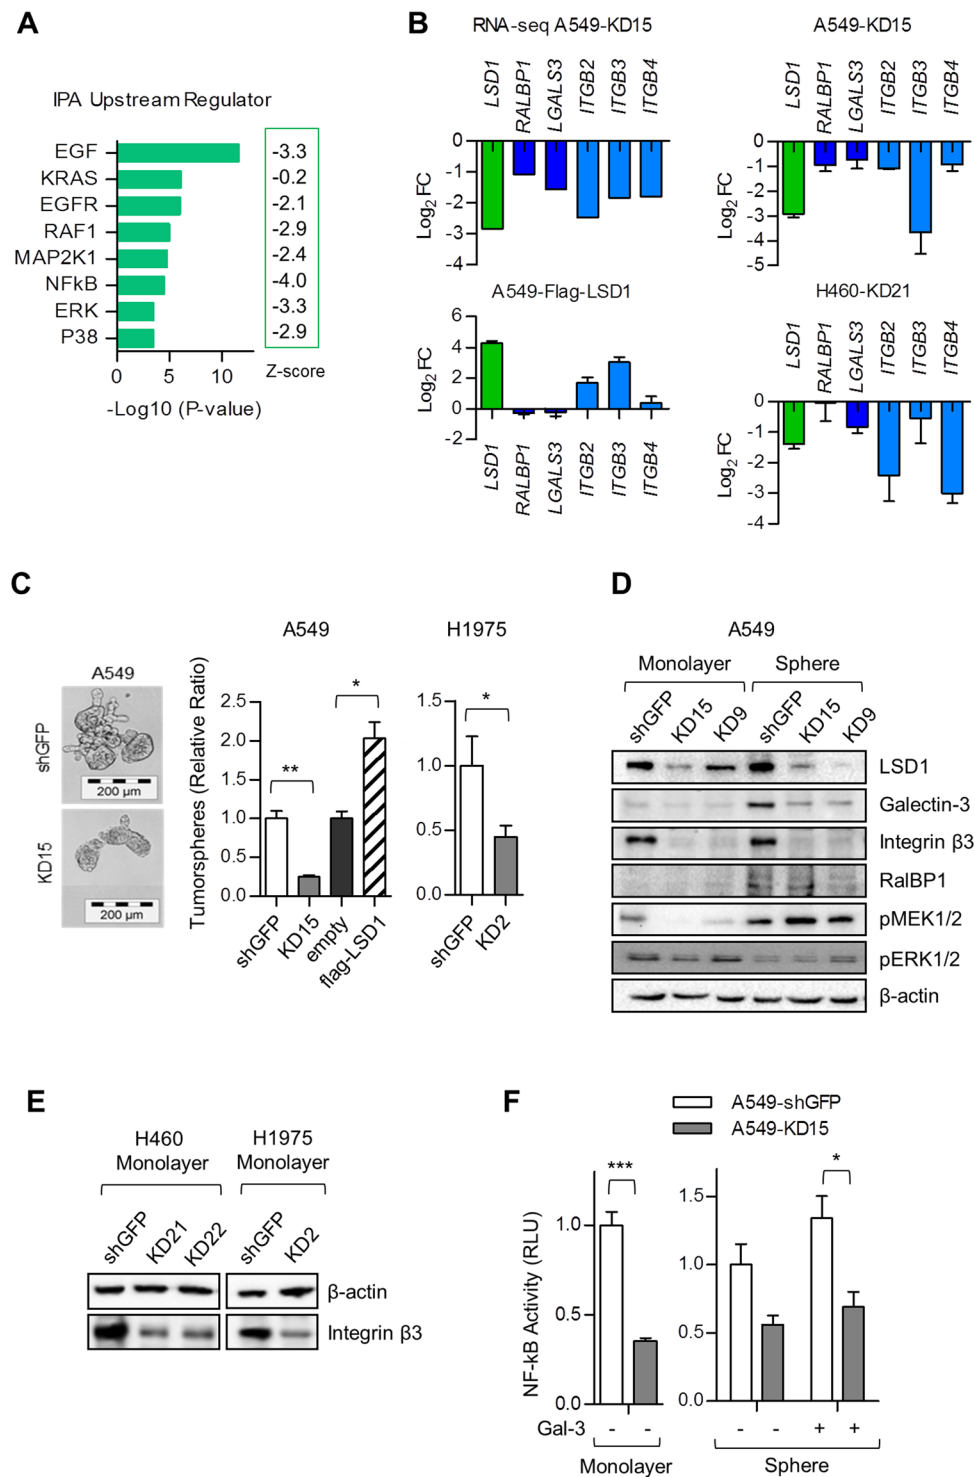 A
IPA Upstream Regulator
EGF
KRAS
EGFR
RAF1
MAP2K1
NFkB
ERK
P38
-3.3
-0.2
-2.1
-2.9
-2.4
-4.0
-3.3
-2.9
0 5 10
Z-score
-Log10 (P-value)
B
RNA-seq A549-KD15
LSD1 RALBP1 LGALS3 ITGB2 ITGB3 ITGB4
Log2 FC
0
-1
-2
-3
-4
A549-KD15
LSD1 RALBP1 LGALS3 ITGB2 ITGB3 ITGB4
Log2 FC
0
-1
-2
-3
-4
-5
A549-Flag-LSD1
Log2 FC
6
4
2
0
-2
LSD1 RALBP1 LGALS3 ITGB2 ITGB3 ITGB4
H460-KD21
LSD1 RALBP1 LGALS3 ITGB2 ITGB3 ITGB4
Log2 FC
0
-1
-2
-3
-4
C
A549
shGFP
200 µm
KD15
200 µm
A549
Tumorspheres (Relative Ratio)
2.5
2.0
1.5
1.0
0.5
0.0
**
*
shGFP KD15 empty flag-LSD1
H1975
1.5
1.0
0.5
0.0
*
shGFP KD2
D
A549
Monolayer Sphere
shGFP KD15 KD9 shGFP KD15 KD9
LSD1
Galectin-3
Integrin β3
RalBP1
pMEK1/2
pERK1/2
β-actin
E
H460 Monolayer
H1975 Monolayer
shGFP KD21 KD22 shGFP KD2
β-actin
Integrin β3
F
A549-shGFP
A549-KD15
NF-kB Activity (RLU)
1.0
0.5
0.0
***
1.5
1.0
0.5
0.0
*
Gal-3 - - - - + +
Monolayer Sphere